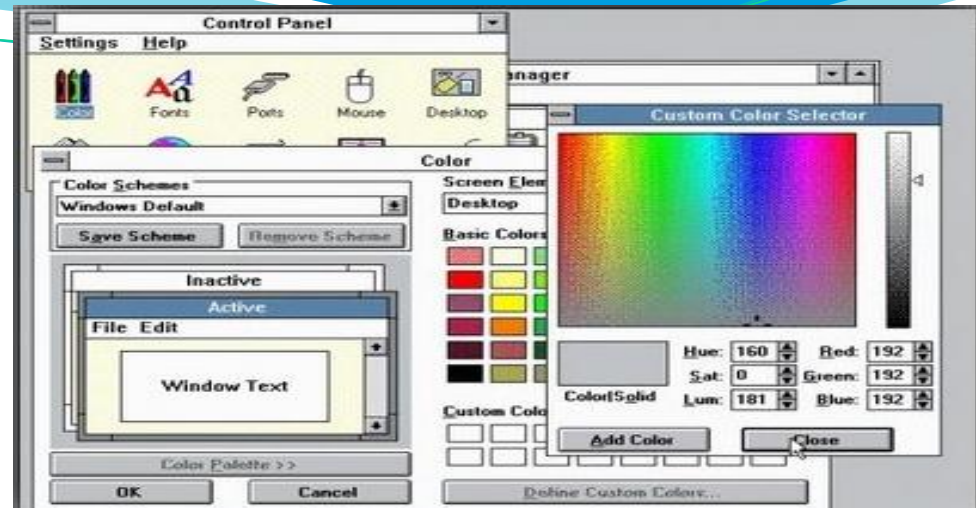 Control Panel
Settings Help
Color Fonts Ports Mouse Desktop
anager
Color
Color Schemes
Windows Default
Save Scheme Remove Scheme
Inactive
Active
File Edit
Window Text
Color Palette >>
OK Cancel
Screen Elem
Desktop
Basic Colors
Custom Colo
Define Custom Colors...
Custom Color Selector
Color|Solid
Hue: 160 Red: 192
Sat: 0 Green: 192
Lum: 181 Blue: 192
Add Color Close